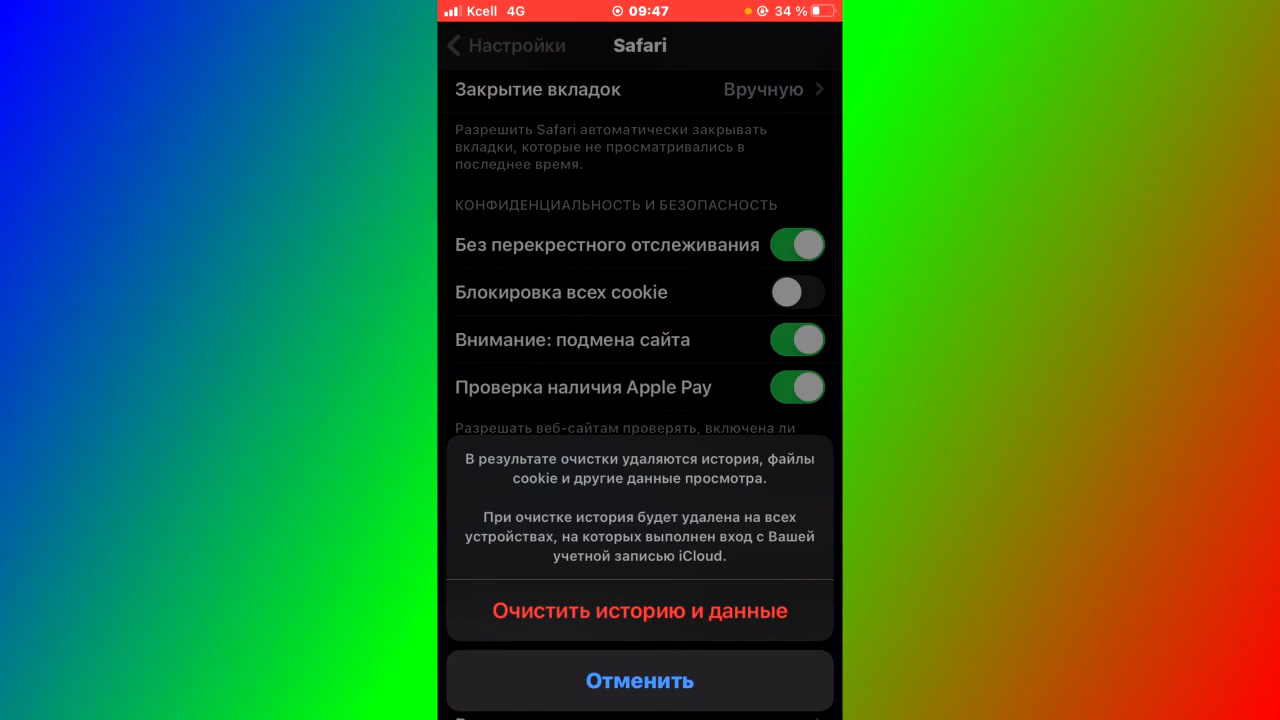 Kcell 4G 09:47 34 %
Настройки Safari
Закрытие вкладок Вручную
Разрешить Safari автоматически закрывать
вкладки, которые не просматривались в
последнее время.
КОНФИДЕНЦИАЛЬНОСТЬ И БЕЗОПАСНОСТЬ
Без перекрестного отслеживания
Блокировка всех cookie
Внимание: подмена сайта
Проверка наличия Apple Pay
Разрешать веб-сайтам проверять, включена ли
В результате очистки удаляются история, файлы
cookie и другие данные просмотра.
При очистке история будет удалена на всех
устройствах, на которых выполнен вход с Вашей
учетной записью iCloud.
Очистить историю и данные
Отменить